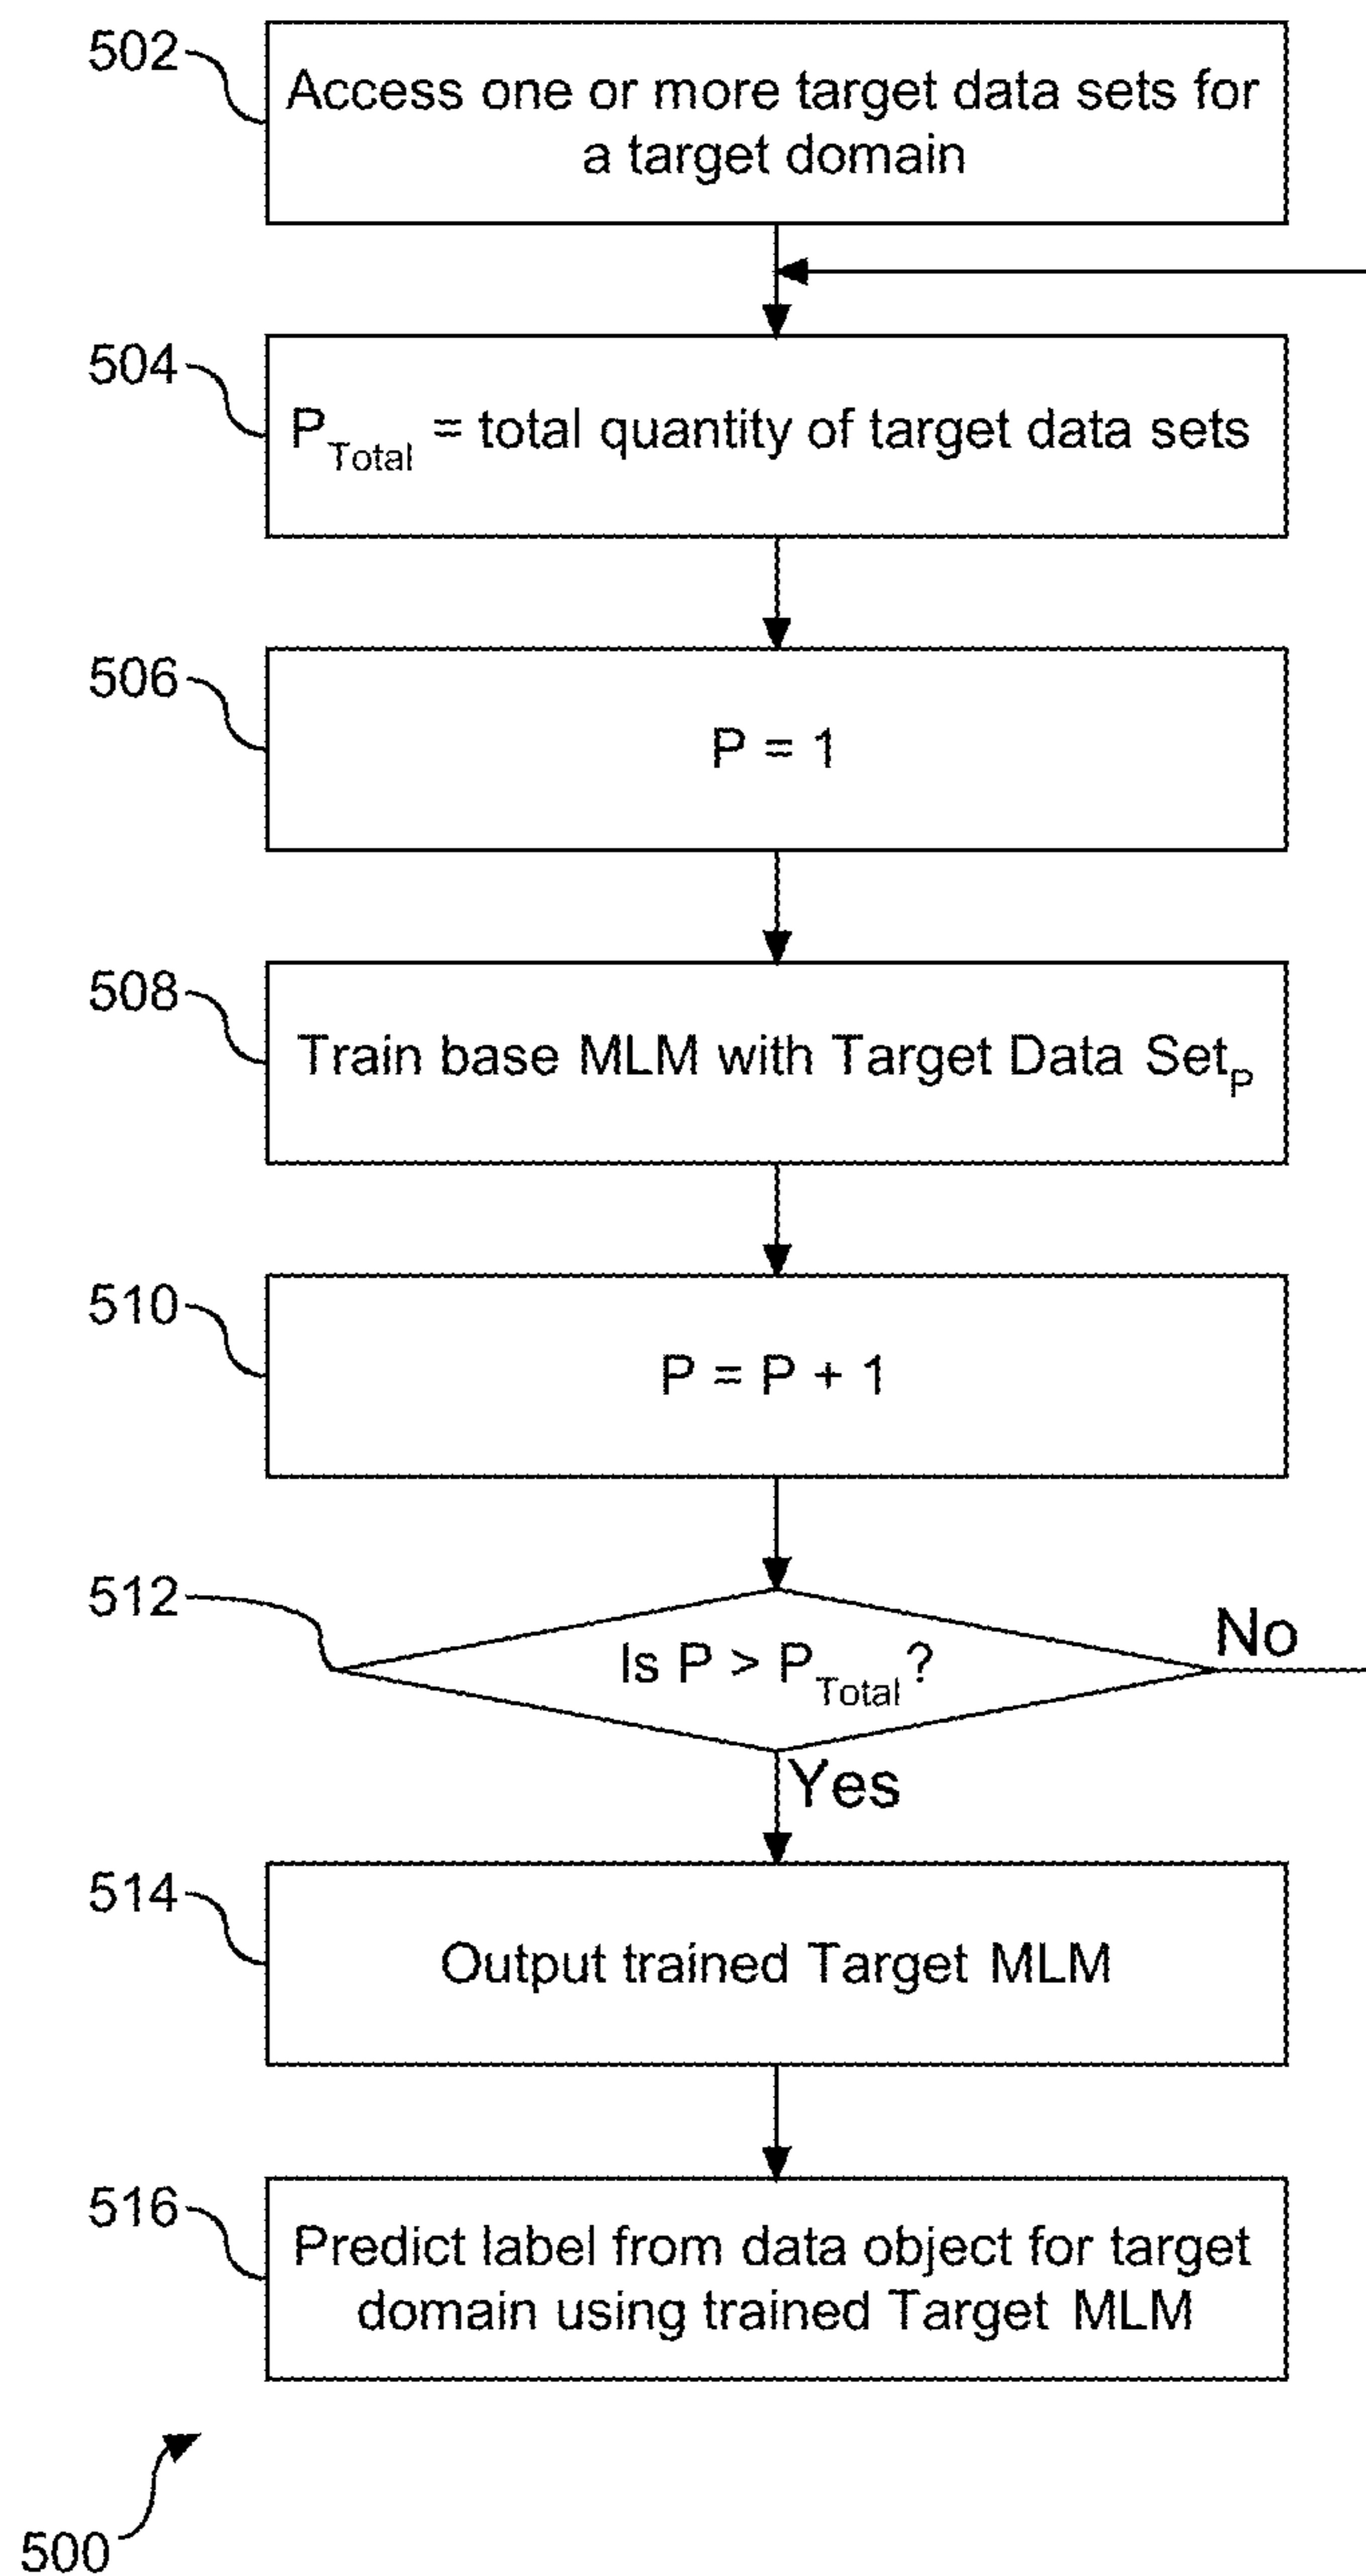 502
Access one or more target data sets for
a target domain
504
P_Total = total quantity of target data sets
506
P = 1
508
Train base MLM with Target Data Set_P
510
P = P + 1
512
Is P > P_Total ?
No
Yes
514
Output trained Target MLM
516
Predict label from data object for target
domain using trained Target MLM
500